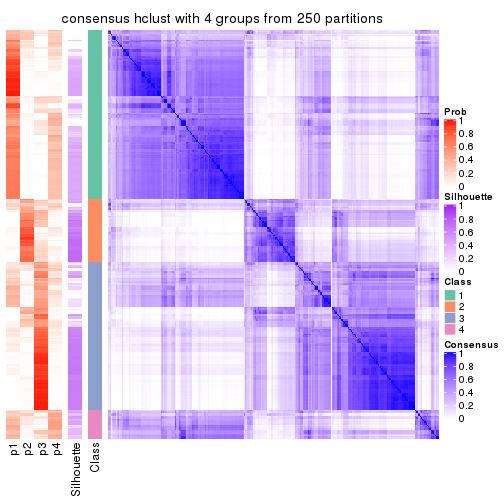 consensus hclust with 4 groups from 250 partitions
Prob
1
0.8
0.6
0.4
0.2
0
Silhouette
1
0.8
0.6
0.4
0.2
0
Class
1
2
3
4
Consensus
1
0.8
0.6
0.4
0.2
0
p1
p2
p3
p4
Silhouette
Class